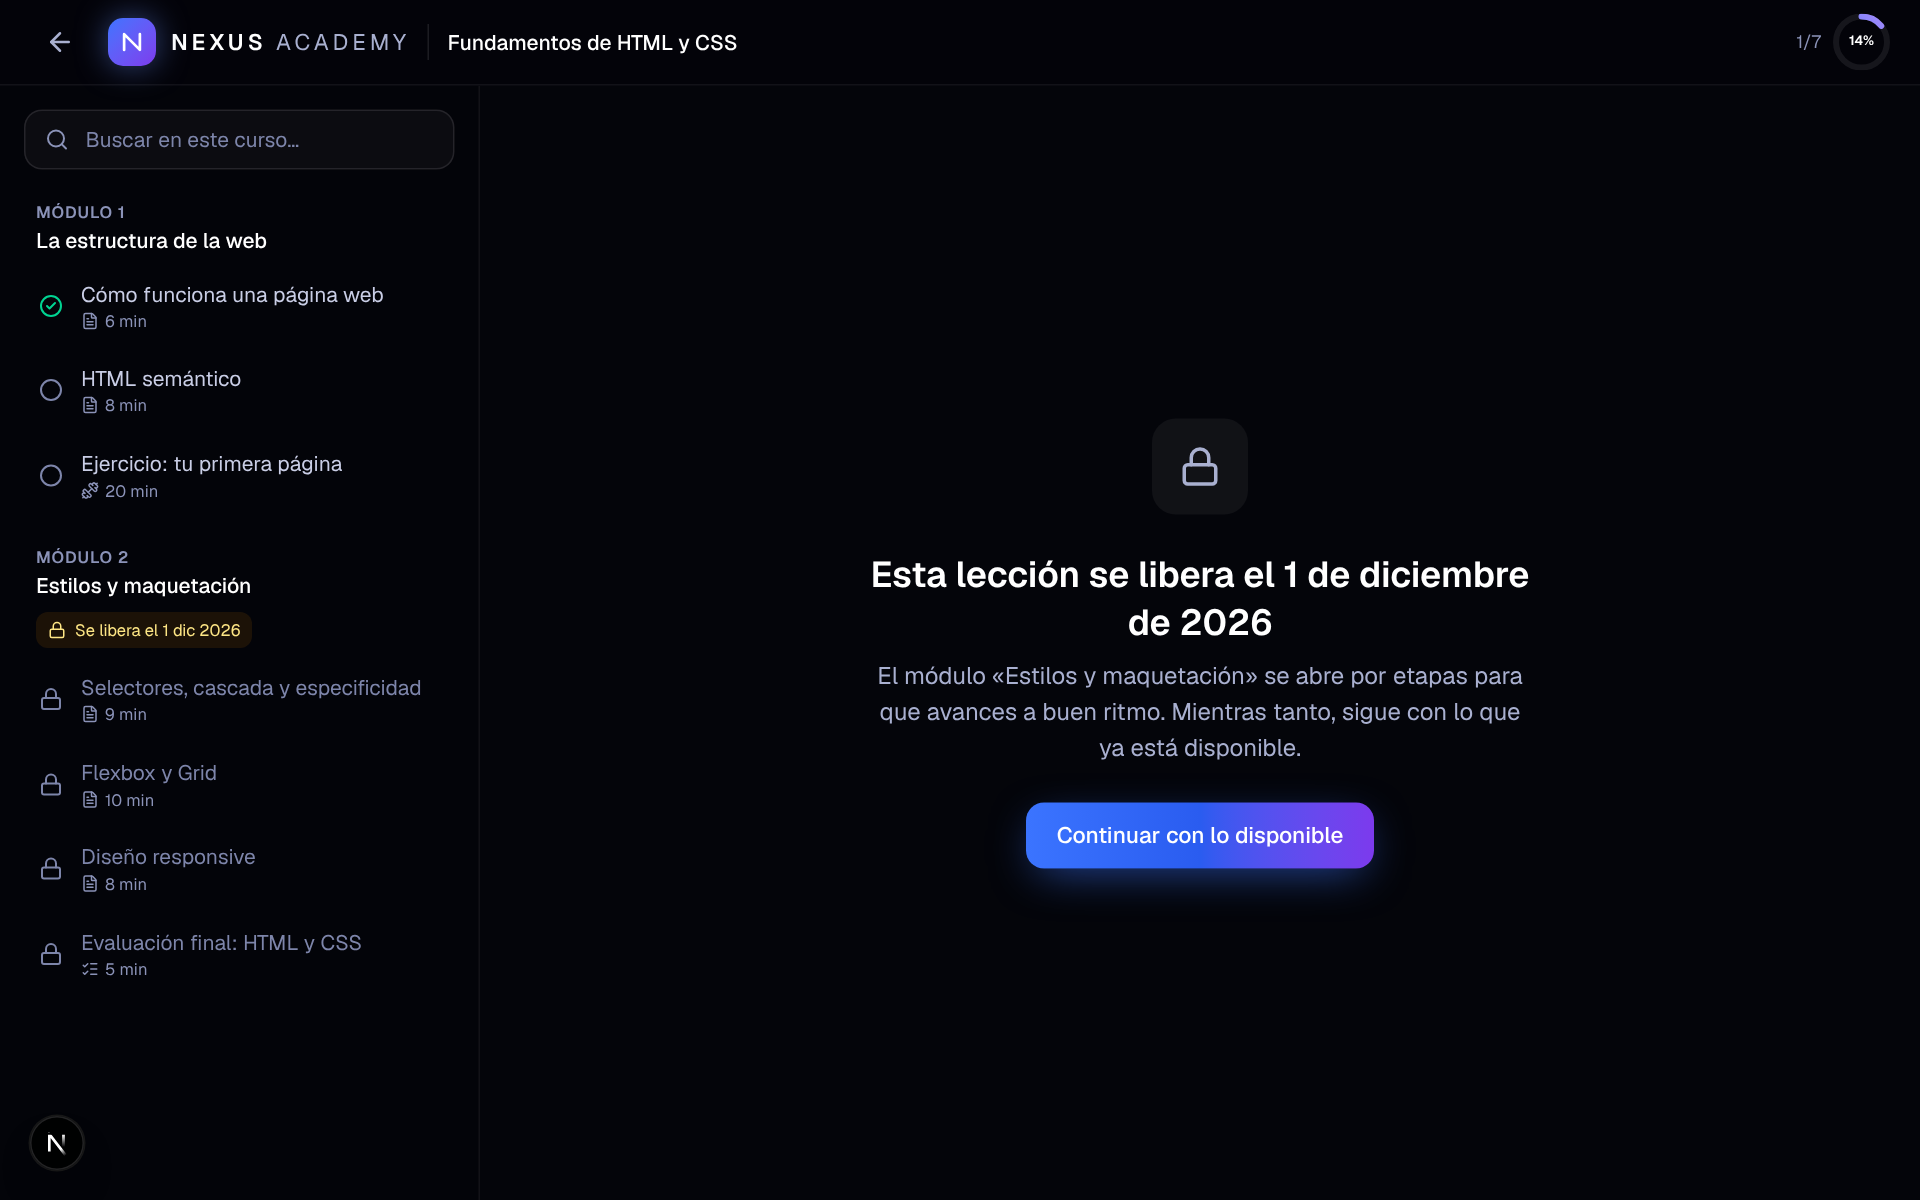 NEXUS ACADEMY
Fundamentos de HTML y CSS
1/7
14%
Buscar en este curso...
MÓDULO 1
La estructura de la web
Cómo funciona una página web
6 min
HTML semántico
8 min
Ejercicio: tu primera página
20 min
MÓDULO 2
Estilos y maquetación
Se libera el 1 dic 2026
Selectores, cascada y especificidad
9 min
Flexbox y Grid
10 min
Diseño responsive
8 min
Evaluación final: HTML y CSS
5 min
Esta lección se libera el 1 de diciembre
de 2026
El módulo «Estilos y maquetación» se abre por etapas para
que avances a buen ritmo. Mientras tanto, sigue con lo que
ya está disponible.
Continuar con lo disponible